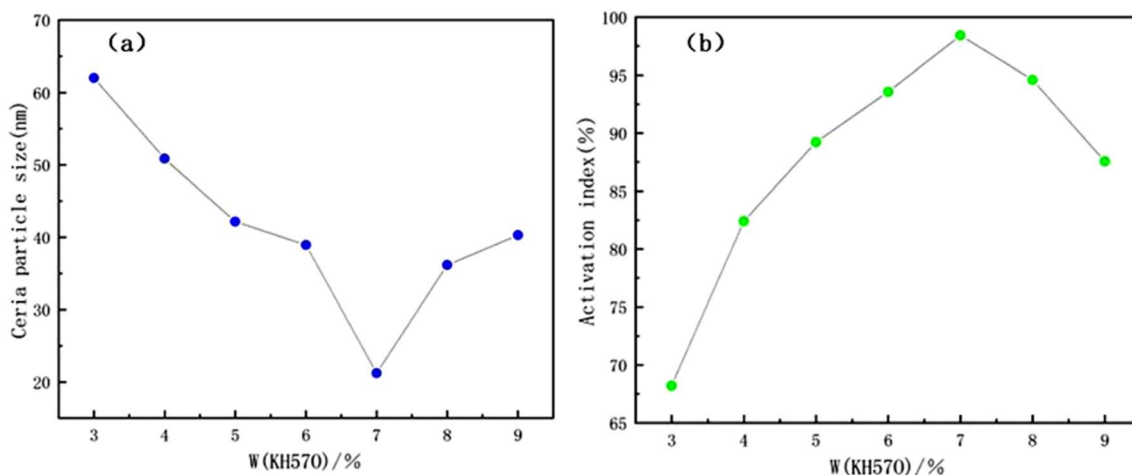 (a)
Ceria particle size(nm)
70
60
50
40
30
20
3 4 5 6 7 8 9
W(KH570)/%
(b)
Activation index(%)
100
95
90
85
80
75
70
65
3 4 5 6 7 8 9
W(KH570)/%